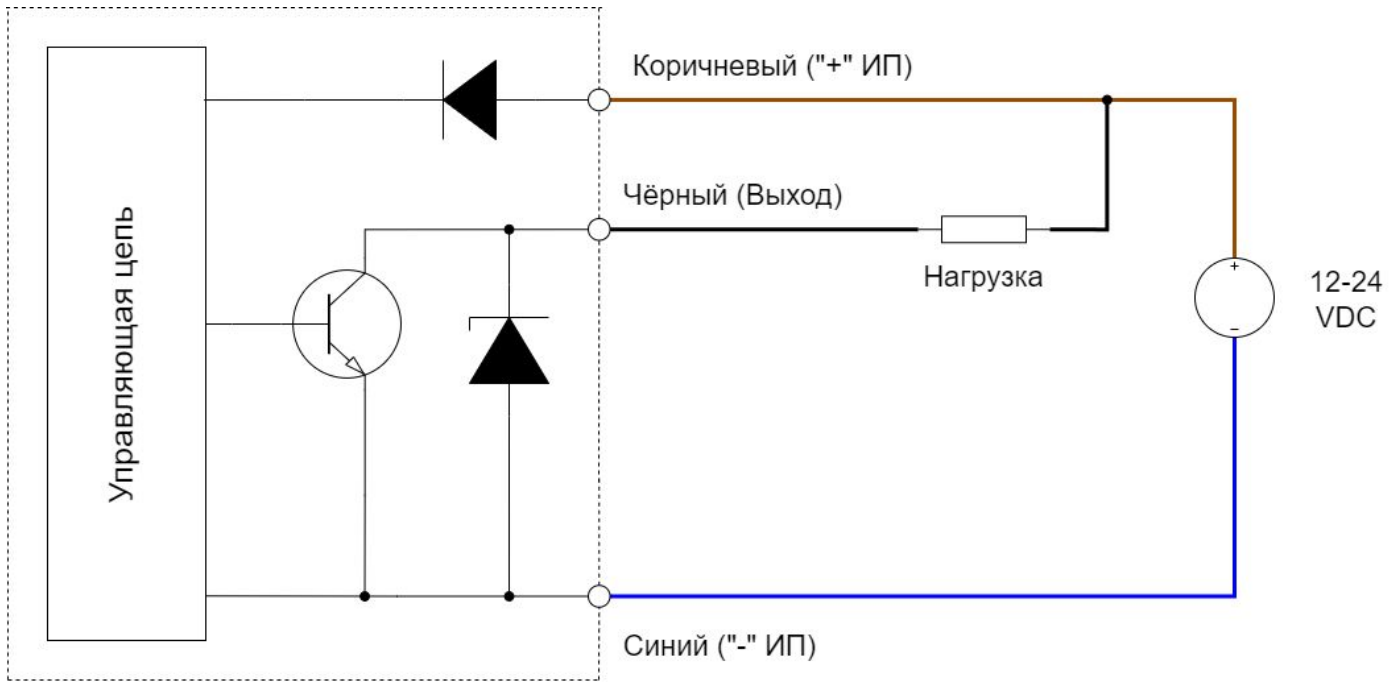 Коричневый ("+" ИП)
Чёрный (Выход)
Управляющая цепь
Нагрузка
+
−
12-24
VDC
Синий ("-" ИП)